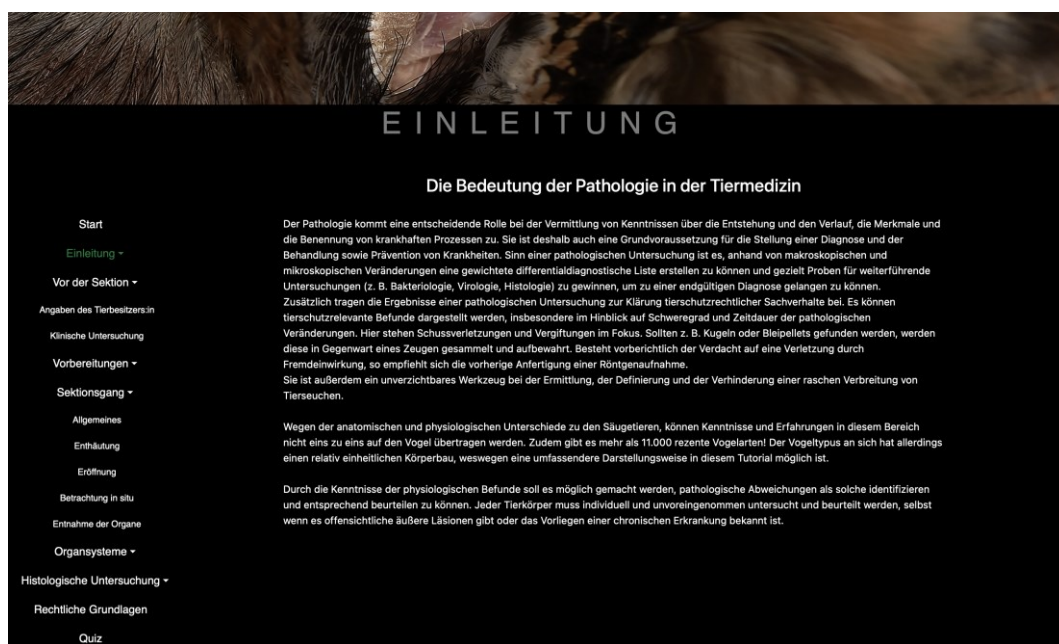 EINLEITUNG
Die Bedeutung der Pathologie in der Tiermedizin
Start
Einleitung
Vor der Sektion
Angaben des Tierbesitzers:in
Klinische Untersuchung
Vorbereitungen
Sektionsgang
Allgemeines
Enthäutung
Eröffnung
Betrachtung in situ
Entnahme der Organe
Organsysteme
Histologische Untersuchung
Rechtliche Grundlagen
Quiz
Der Pathologie kommt eine entscheidende Rolle bei der Vermittlung von Kenntnissen über die Entstehung und den Verlauf, die Merkmale und
die Benennung von krankhaften Prozessen zu. Sie ist deshalb auch eine Grundvoraussetzung für die Stellung einer Diagnose und der
Behandlung sowie Prävention von Krankheiten. Sinn einer pathologischen Untersuchung ist es, anhand von makroskopischen und
mikroskopischen Veränderungen eine gewichtete differentialdiagnostische Liste erstellen zu können und gezielt Proben für weiterführende
Untersuchungen (z. B. Bakteriologie, Virologie, Histologie) zu gewinnen, um zu einer endgültigen Diagnose gelangen zu können.
Zusätzlich tragen die Ergebnisse einer pathologischen Untersuchung zur Klärung tierschutzrechtlicher Sachverhalte bei. Es können
tierschutzrelevante Befunde dargestellt werden, insbesondere im Hinblick auf Schweregrad und Zeitdauer der pathologischen
Veränderungen. Hier stehen Schussverletzungen und Vergiftungen im Fokus. Sollten z. B. Kugeln oder Bleipellets gefunden werden, werden
diese in Gegenwart eines Zeugen gesammelt und aufbewahrt. Besteht vorberichtlich der Verdacht auf eine Verletzung durch
Fremdeinwirkung, so empfiehlt sich die vorherige Anfertigung einer Röntgenaufnahme.
Sie ist außerdem ein unverzichtbares Werkzeug bei der Ermittlung, der Definierung und der Verhinderung einer raschen Verbreitung von
Tierseuchen.
Wegen der anatomischen und physiologischen Unterschiede zu den Säugetieren, können Kenntnisse und Erfahrungen in diesem Bereich
nicht eins zu eins auf den Vogel übertragen werden. Zudem gibt es mehr als 11.000 rezente Vogelarten! Der Vogeltypus an sich hat allerdings
einen relativ einheitlichen Körperbau, weswegen eine umfassendere Darstellungsweise in diesem Tutorial möglich ist.
Durch die Kenntnisse der physiologischen Befunde soll es möglich gemacht werden, pathologische Abweichungen als solche identifizieren
und entsprechend beurteilen zu können. Jeder Tierkörper muss individuell und unvoreingenommen untersucht und beurteilt werden, selbst
wenn es offensichtliche äußere Läsionen gibt oder das Vorliegen einer chronischen Erkrankung bekannt ist.